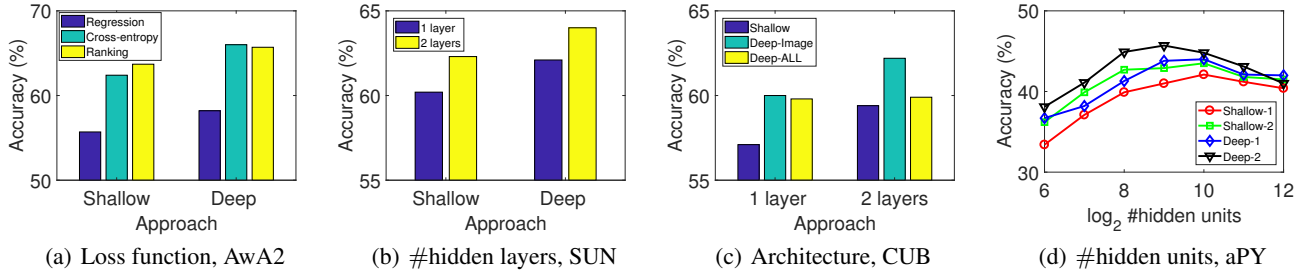 Accuracy (%)
70
60
50
Regression
Cross-entropy
Ranking
Shallow Deep
Approach
(a) Loss function, AwA2
Accuracy (%)
65
60
55
1 layer
2 layers
Shallow Deep
Approach
(b) #hidden layers, SUN
Accuracy (%)
65
60
55
Shallow
Deep-Image
Deep-ALL
1 layer 2 layers
Approach
(c) Architecture, CUB
Accuracy (%)
50
40
30
Shallow-1
Shallow-2
Deep-1
Deep-2
6 8 10 12
log2 #hidden units
(d) #hidden units, aPY